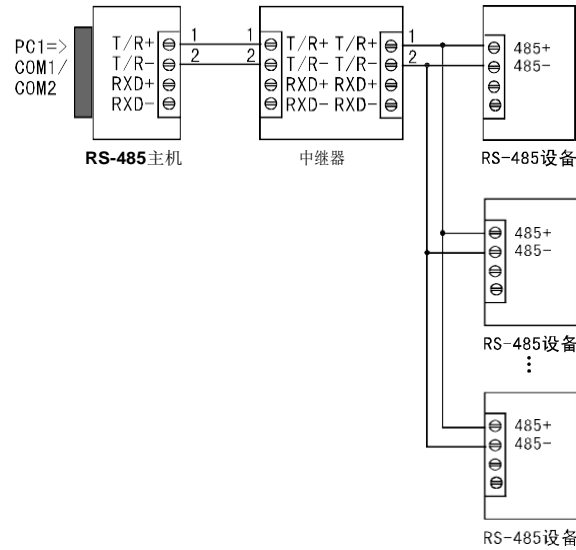 PC1=>
COM1/
COM2
T/R+ 1 1 T/R+ T/R+ 1
T/R- 2 2 T/R- T/R- 2
RXD+ RXD+ RXD+
RXD- RXD- RXD-
485+
485-
RS-485主机
中继器
RS-485设备
485+
485-
RS-485设备
⋮
485+
485-
RS-485设备